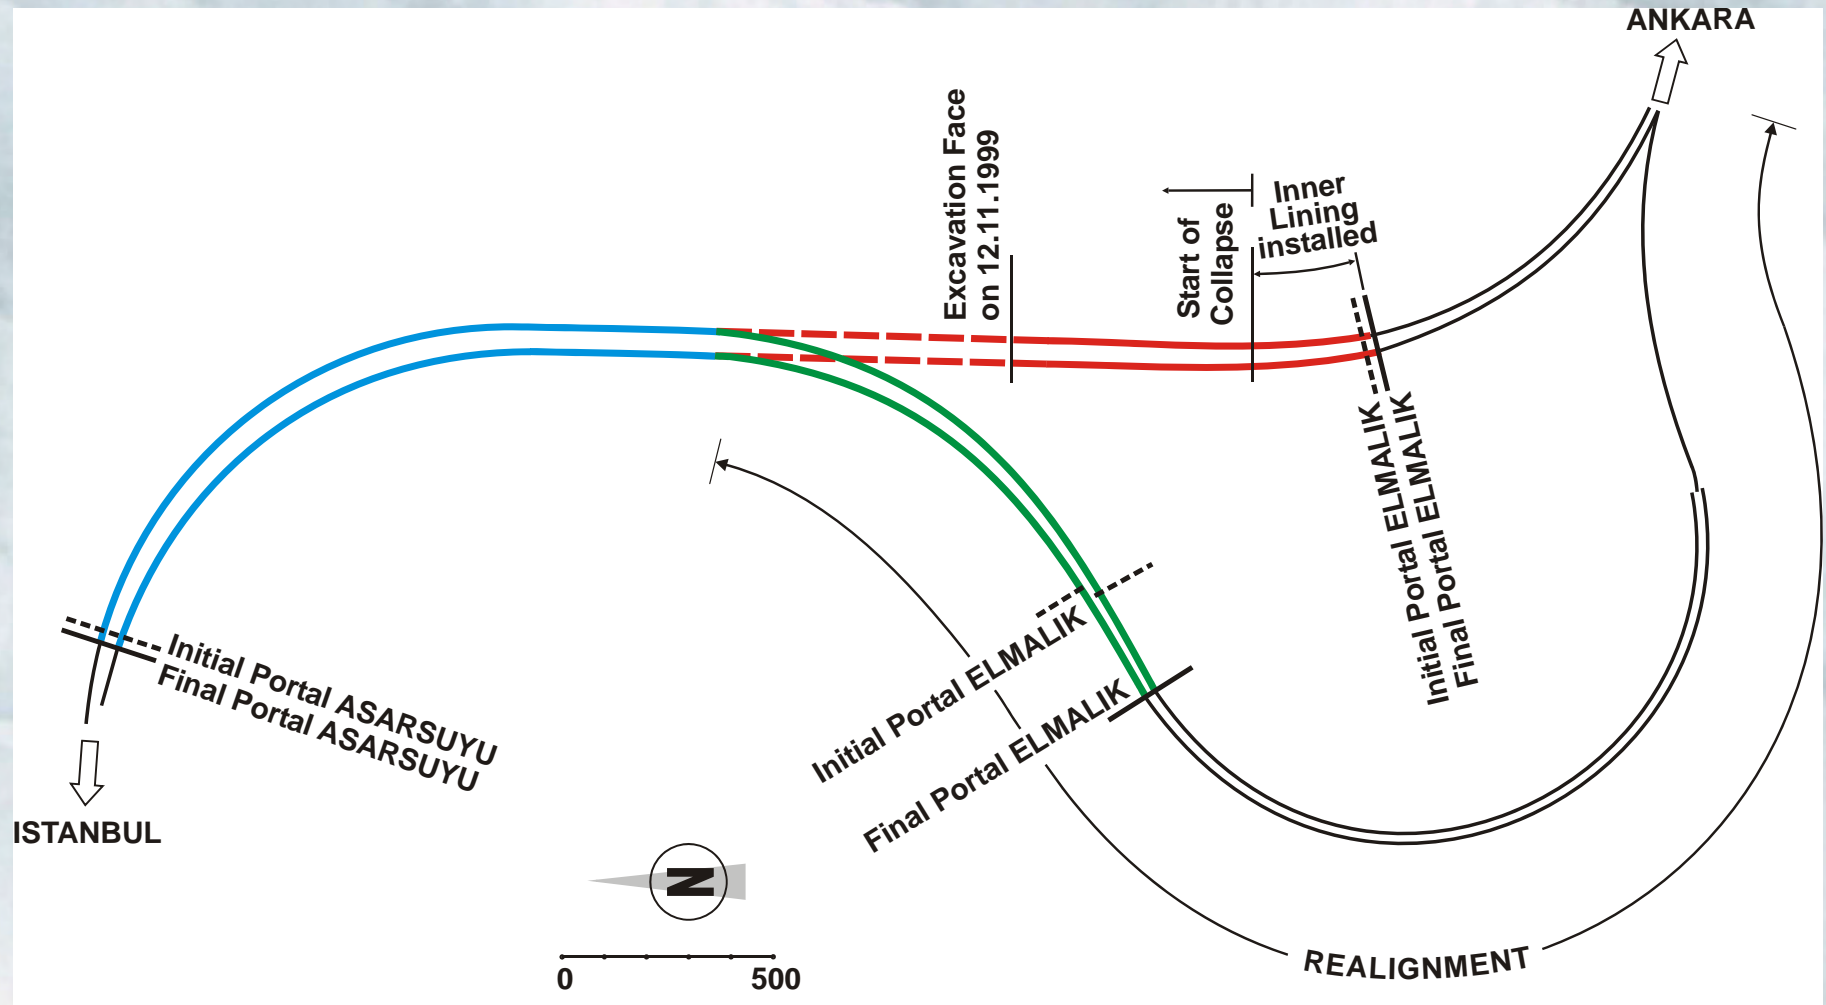 ANKARA
Excavation Face
on 12.11.1999
Start of
Collapse
Inner
Lining
installed
Initial Portal ELMALIK
Final Portal ELMALIK
Initial Portal ASARSUYU
Final Portal ASARSUYU
Initial Portal ELMALIK
Final Portal ELMALIK
ISTANBUL
N
0 500
REALIGNMENT